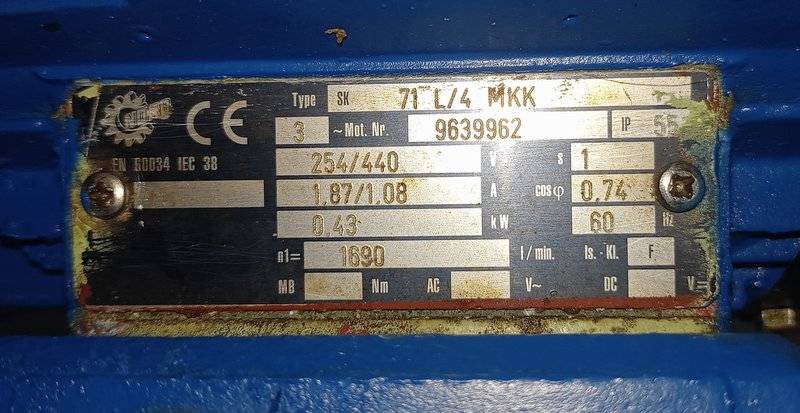 Type SK 71 L/4 MKK
3 ~Mot. Nr. 9639962 IP 55
EN 60034 IEC 38 254/440 V S 1
1,87/1,08 A cosφ 0,74
0,43 kW 60 Hz
n1= 1690 1/min. Is.-Kl. F
MB Nm AC V~ DC V=
CE